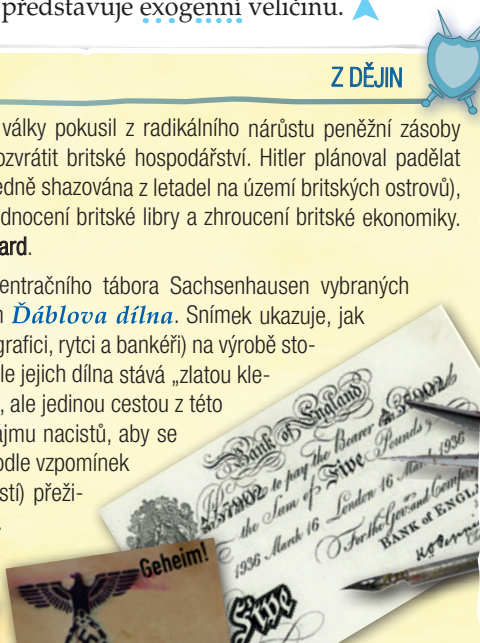 představuje exogenní veličinu.
Z DĚJIN
války pokusil z radikálního nárůstu peněžní zásoby
ozvrátit britské hospodářství. Hitler plánoval padělat
edně shazována z letadel na území britských ostrovů),
dnocení britské libry a zhroucení britské ekonomiky.
ard.
entračního tábora Sachsenhausen vybraných
Ďáblova dílna. Snímek ukazuje, jak
grafici, rytci a bankéři) na výrobě sto-
le jejich dílna stává „zlatou kle-
, ale jedinou cestou z této
ájmu nacistů, aby se
odle vzpomínek
stí) přeži-
Bank of England
57902
57902 to pay the Bearer
the Sum of Five Pounds
1936 March 16 London 16 March 1936
For the Gov. and Comp.
BANK of ENGL
Five
Geheim!